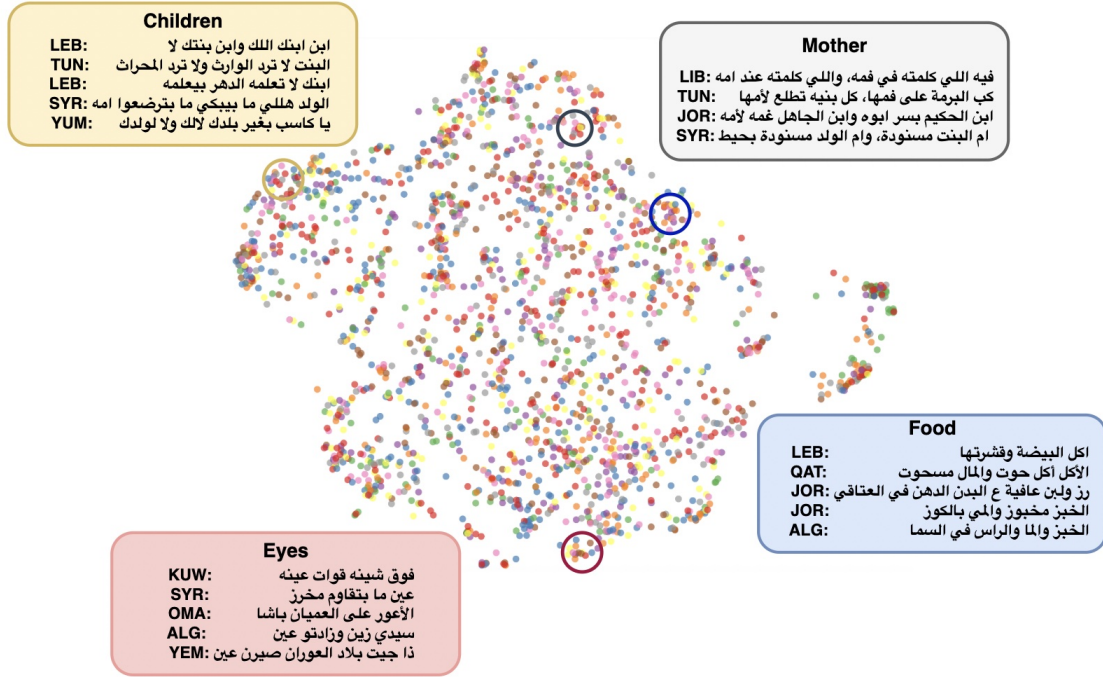 Children
LEB: ابن ابنك اللك وابن بنتك لا
TUN: البنت لا ترد الوارث ولا ترد المحراث
LEB: ابنك لا تعلمه الدهر بيعلمه
SYR: الولد هللي ما بيبكي ما بترضعوا امه
YUM: يا كاسب بغير بلدك لالك ولا لولدك
Mother
LIB: فيه اللي كلمته في فمه، واللي كلمته عند امه
TUN: كب البرمة على فمها، كل بنيه تطلع لأمها
JOR: ابن الحكيم بسر ابوه وابن الجاهل غمه لأمه
SYR: ام البنت مسنودة، وام الولد مسنودة بحيط
Food
LEB: اكل البيضة وقشرتها
QAT: الأكل أكل حوت والمال مسحوت
JOR: رز ولبن عافية ع البدن الدهن في العتاقي
JOR: الخبز مخبوز والمي بالكوز
ALG: الخبز والما والراس في السما
Eyes
KUW: فوق شينه قوات عينه
SYR: عين ما بتقاوم مخرز
OMA: الأعور على العميان باشا
ALG: سيدي زين وزادتو عين
YEM: ذا جيت بلاد العوران صيرن عين